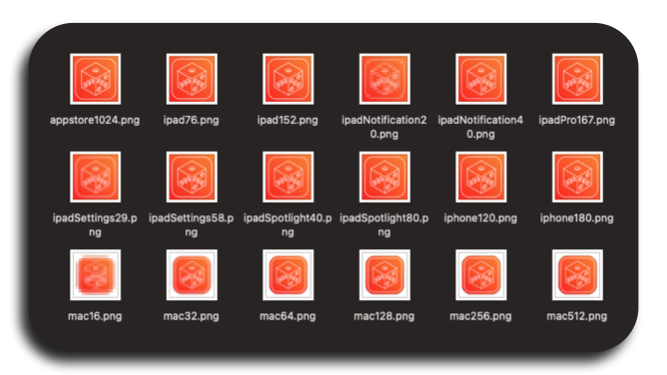 appstore1024.png ipad76.png ipad152.png ipadNotification2 ipadNotification4 ipadPro167.png
0.png 0.png
ipadSettings29.p ipadSettings58.p ipadSpotlight40.p ipadSpotlight80.p iphone120.png iphone180.png
ng ng ng ng
mac16.png mac32.png mac64.png mac128.png mac256.png mac512.png